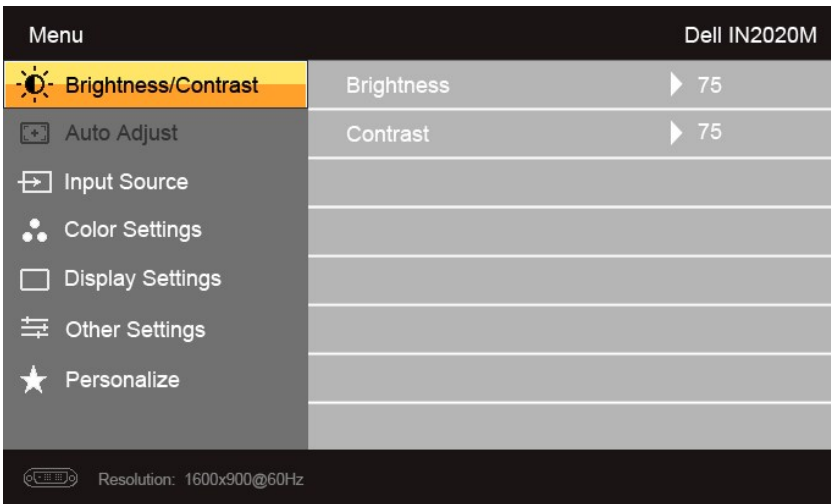 Menu Dell IN2020M
Brightness/Contrast Brightness 75
Auto Adjust Contrast 75
Input Source
Color Settings
Display Settings
Other Settings
Personalize
Resolution: 1600x900@60Hz